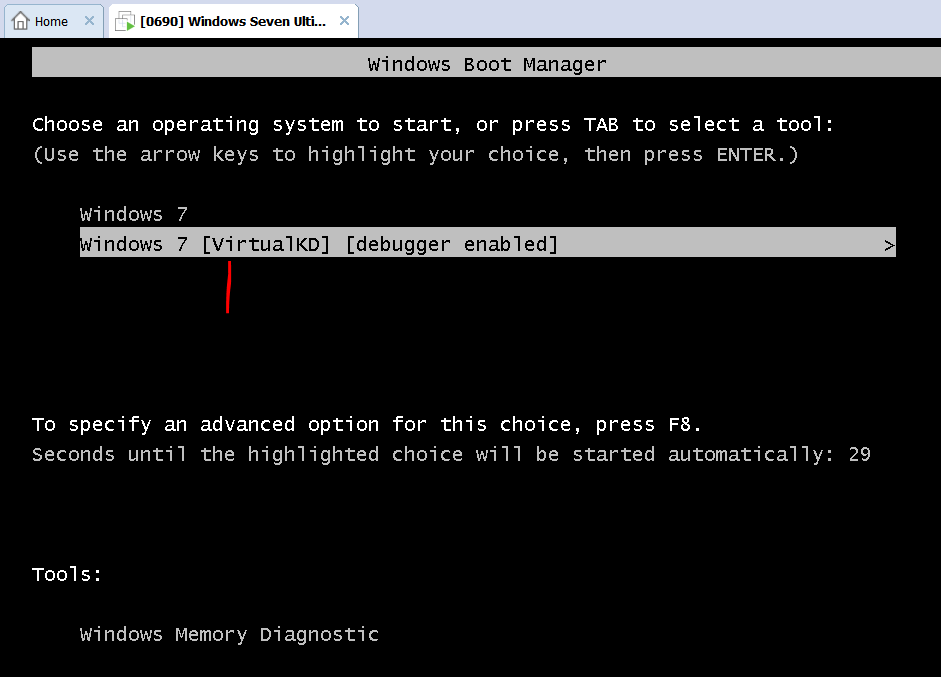 Home
[0690] Windows Seven Ulti...
Windows Boot Manager
Choose an operating system to start, or press TAB to select a tool:
(Use the arrow keys to highlight your choice, then press ENTER.)
Windows 7
Windows 7 [VirtualKD] [debugger enabled] >
To specify an advanced option for this choice, press F8.
Seconds until the highlighted choice will be started automatically: 29
Tools:
Windows Memory Diagnostic